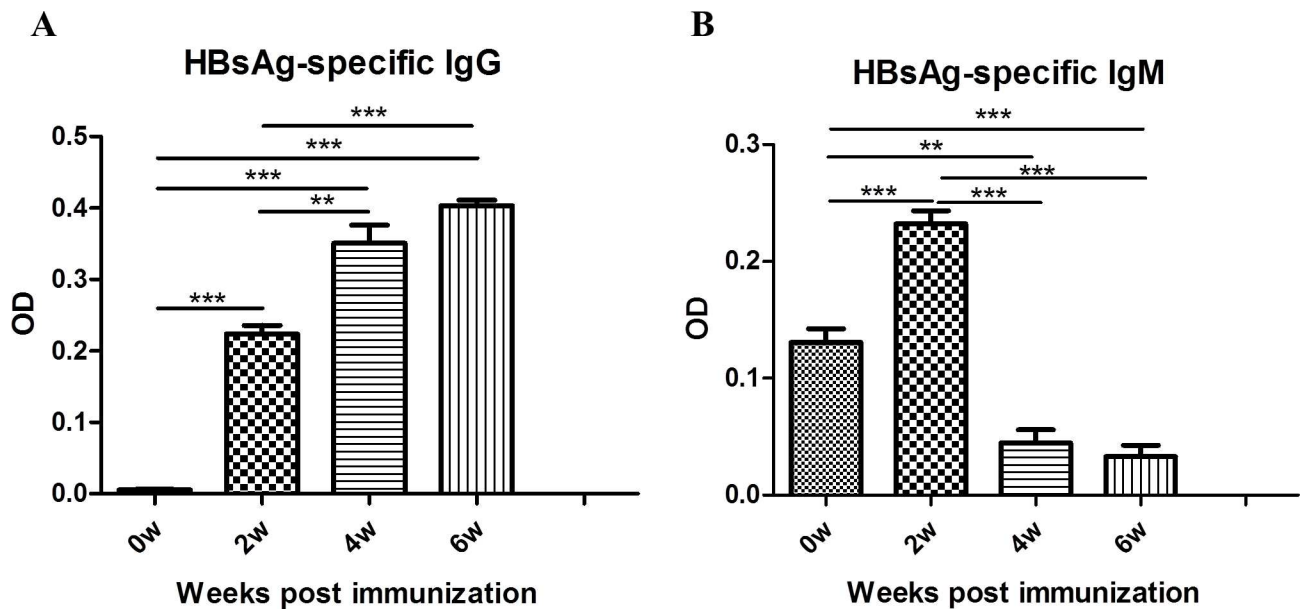 A
HBsAg-specific IgG
***
***
***
**
***
0.5
0.4
0.3
0.2
0.1
0.0
OD
0w
2w
4w
6w
Weeks post immunization
B
HBsAg-specific IgM
***
**
***
***
***
0.3
0.2
0.1
0.0
OD
0w
2w
4w
6w
Weeks post immunization